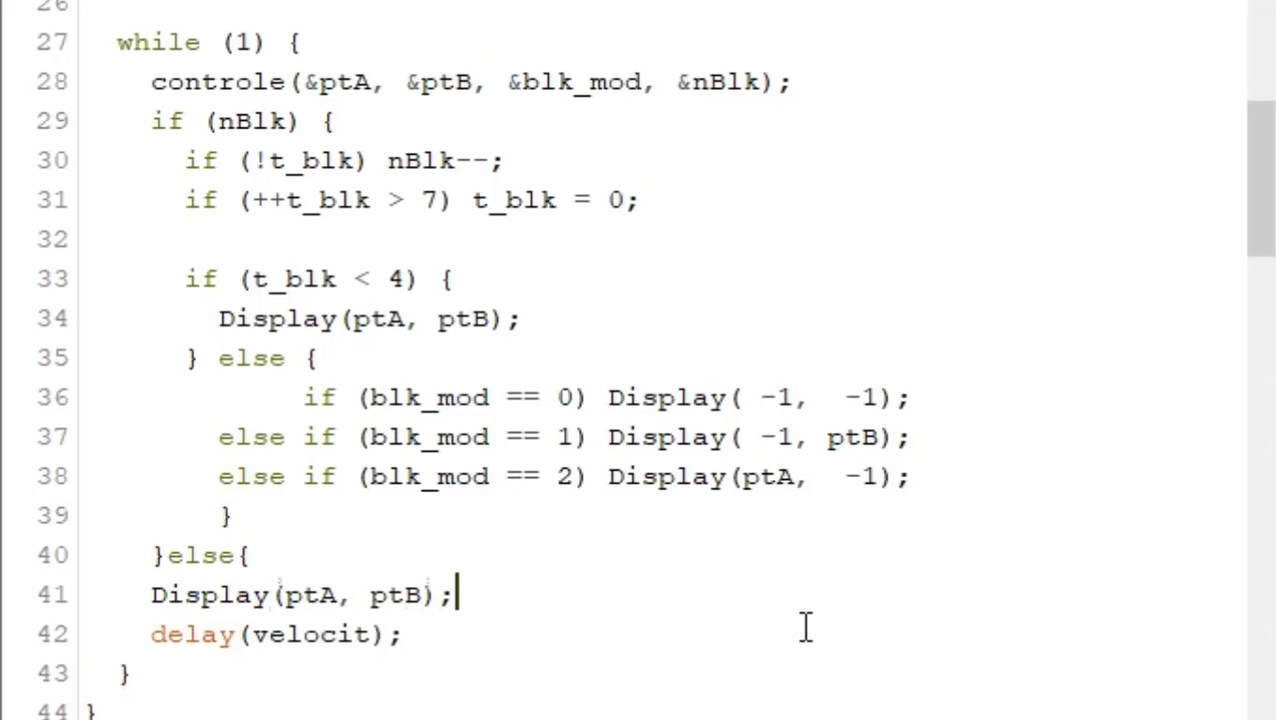 26
27 while (1) {
28 controle(&ptA, &ptB, &blk_mod, &nBlk);
29 if (nBlk) {
30 if (!t_blk) nBlk--;
31 if (++t_blk > 7) t_blk = 0;
32
33 if (t_blk < 4) {
34 Display(ptA, ptB);
35 } else {
36 if (blk_mod == 0) Display( -1,  -1);
37 else if (blk_mod == 1) Display( -1, ptB);
38 else if (blk_mod == 2) Display(ptA,  -1);
39 }
40 }else{
41 Display(ptA, ptB);
42 delay(velocit);
43 }
44 }